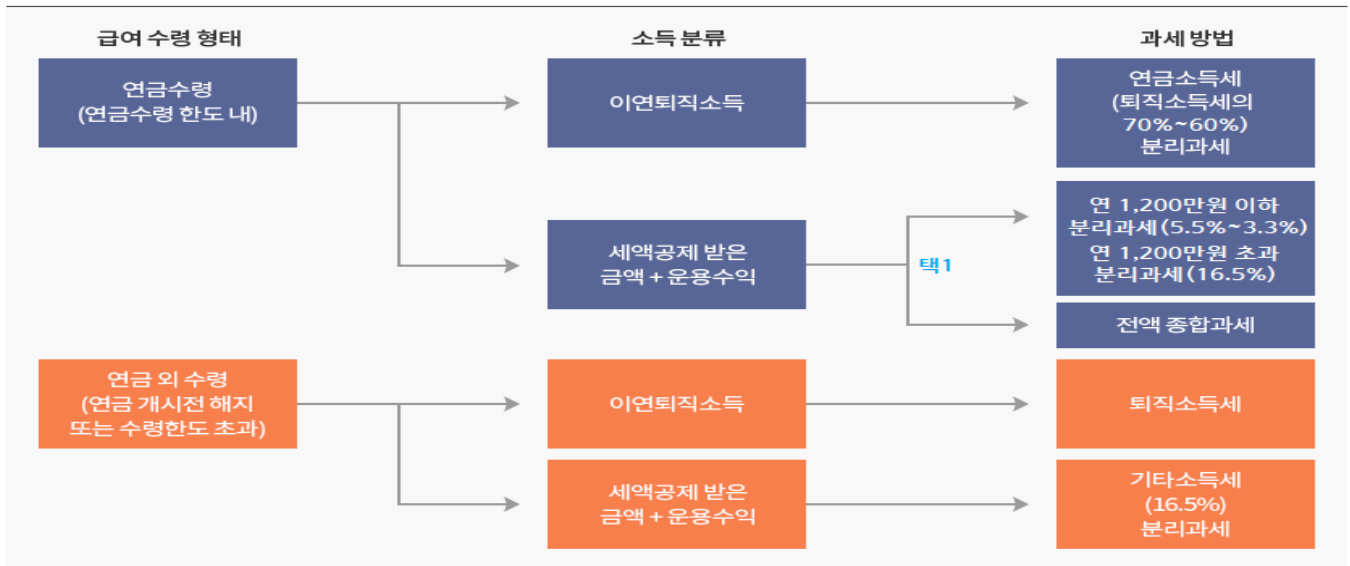 급여 수령 형태
소득 분류
과세 방법
연금수령
(연금수령 한도 내)
이연퇴직소득
연금소득세
(퇴직소득세의
70%~60%)
분리과세
세액공제 받은
금액 + 운용수익
택1
연 1,200만원 이하
분리과세(5.5%~3.3%)
연 1,200만원 초과
분리과세(16.5%)
전액 종합과세
연금 외 수령
(연금 개시전 해지
또는 수령한도 초과)
이연퇴직소득
퇴직소득세
세액공제 받은
금액 + 운용수익
기타소득세
(16.5%)
분리과세